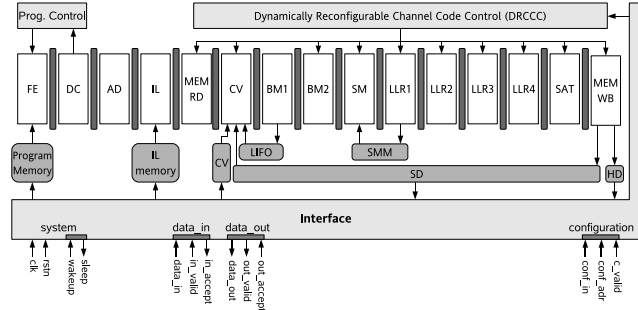 Prog. Control
Dynamically Reconfigurable Channel Code Control (DRCCC)
FE
DC
AD
IL
MEM
RD
CV
BM1
BM2
SM
LLR1
LLR2
LLR3
LLR4
SAT
MEM
WB
Program
Memory
IL
memory
CV
LIFO
SMM
SD
HD
Interface
system
data_in
data_out
configuration
clk
rstn
wakeup
sleep
data_in
in_valid
in_accept
data_out
out_valid
out_accept
conf_in
conf_adr
c_valid